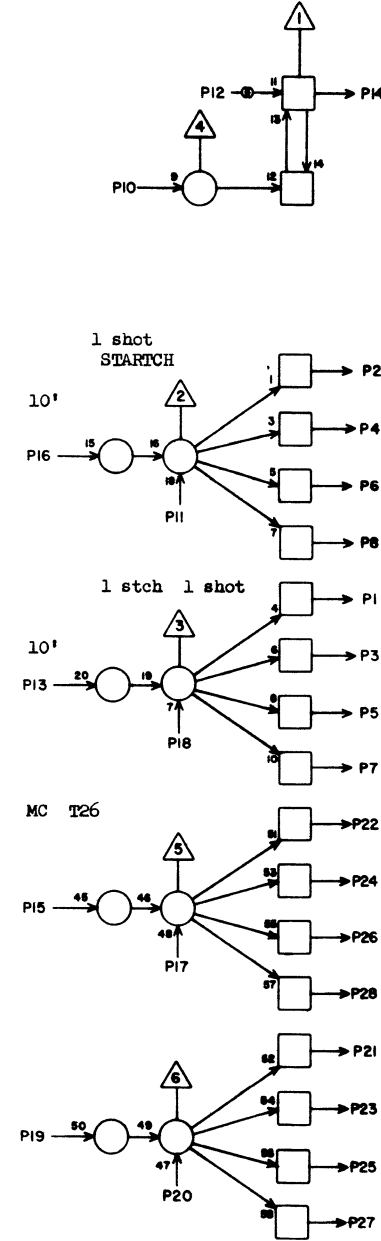 1
P12 11 P14
4 13
P10 9 12 14
1 shot
STARTCH
10'
2 1 P2
3 P4
P16 15 16 5 P6
18
P11 7 P8
1 stch 1 shot
10'
3 4 P1
6 P3
P13 20 19 8 P5
7
P18 10 P7
MC T26
5 51 P22
53 P24
P15 45 46 55 P26
48
P17 57 P28
6 52 P21
54 P23
P19 50 49 P25
47
P20 P27